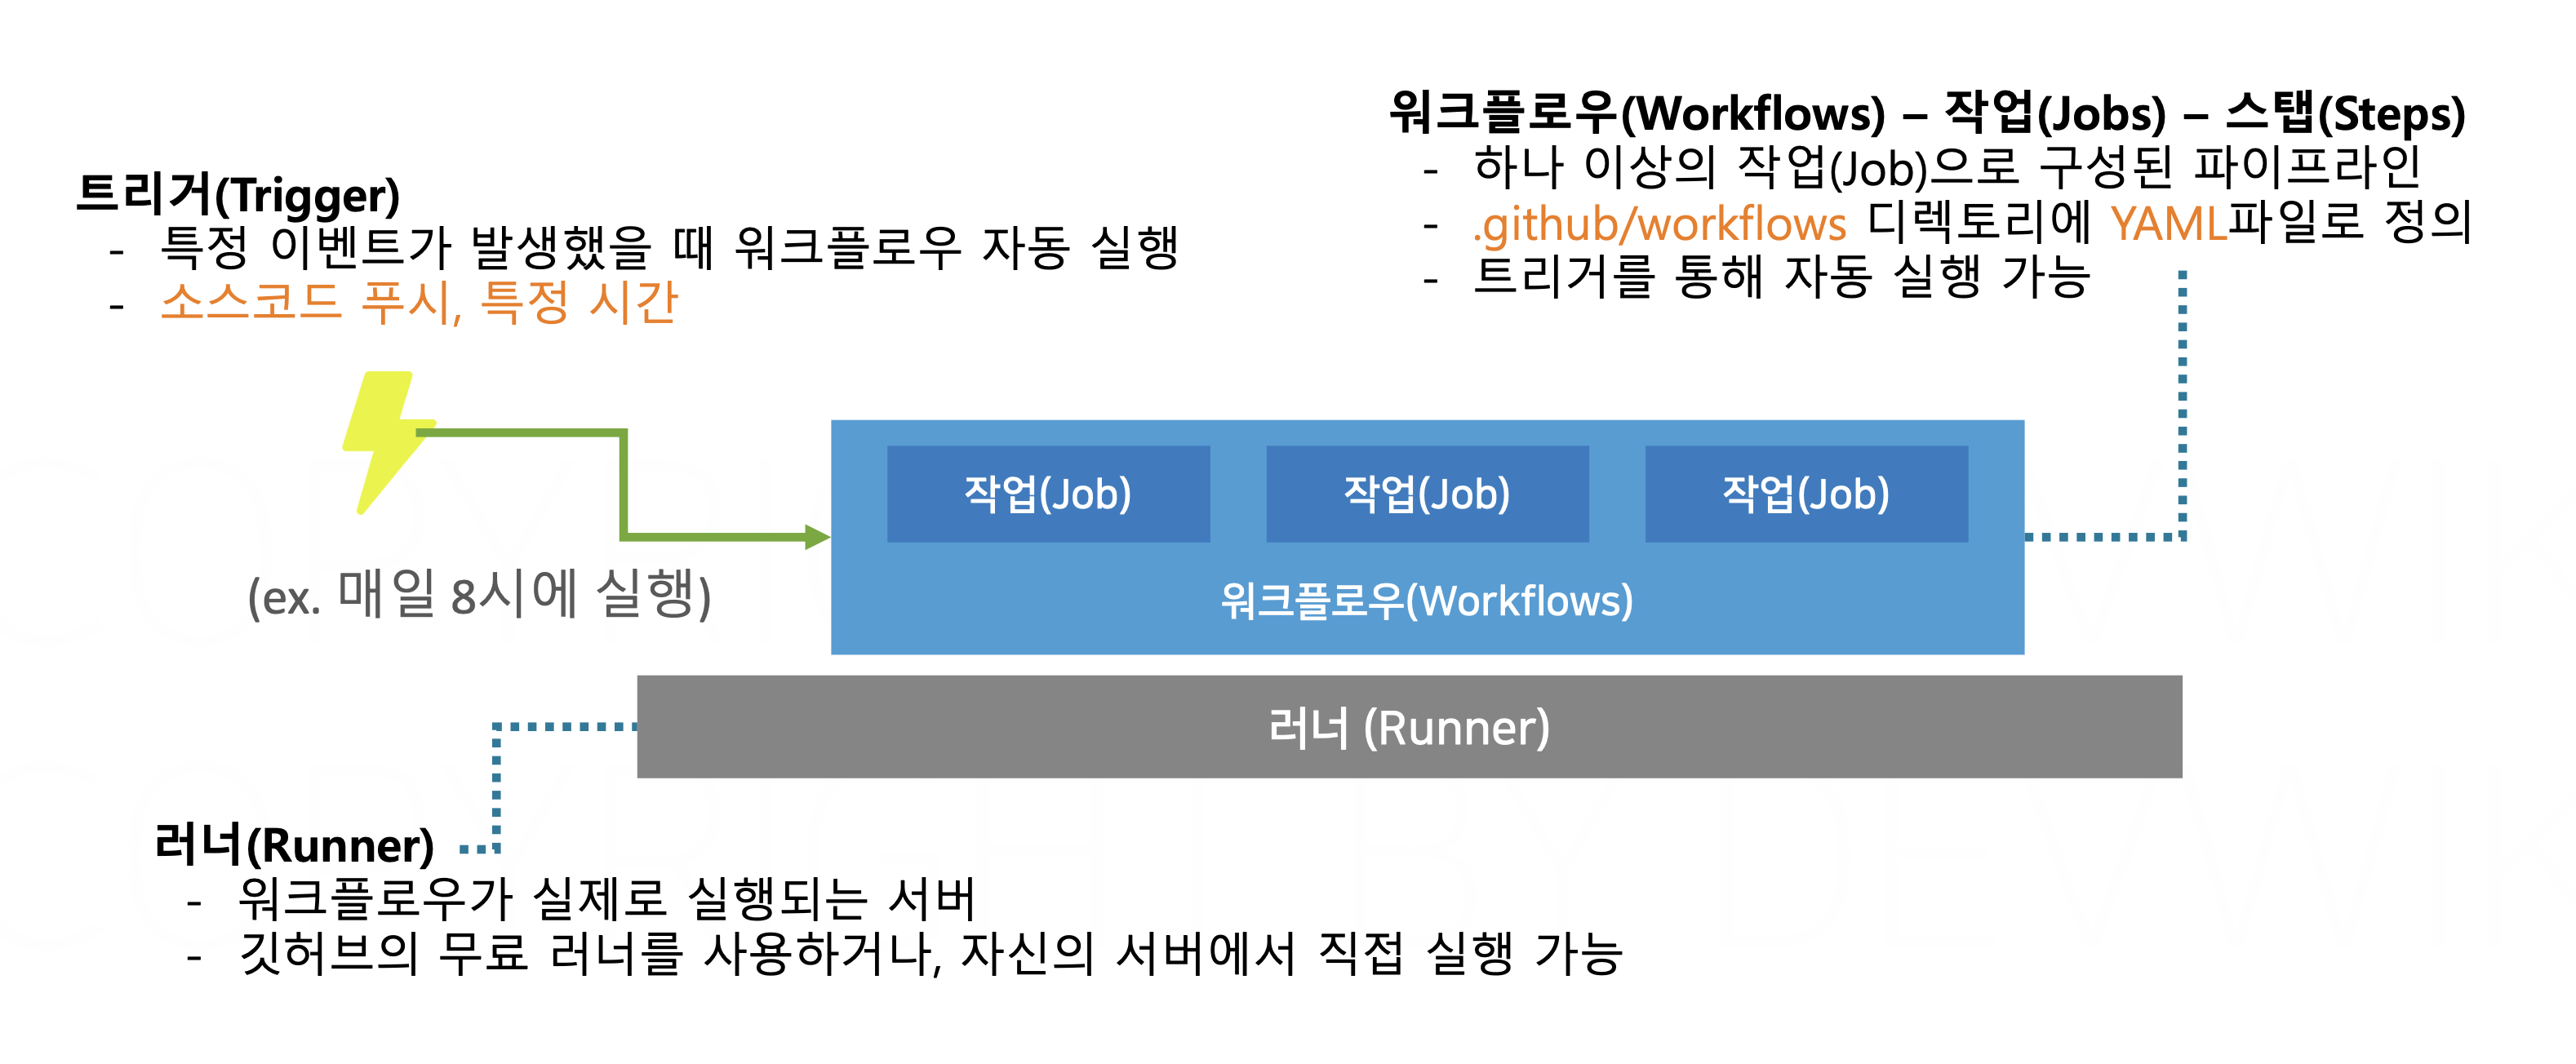 워크플로우(Workflows) – 작업(Jobs) – 스탭(Steps)
- 하나 이상의 작업(Job)으로 구성된 파이프라인
- .github/workflows 디렉토리에 YAML파일로 정의
- 트리거를 통해 자동 실행 가능
트리거(Trigger)
- 특정 이벤트가 발생했을 때 워크플로우 자동 실행
- 소스코드 푸시, 특정 시간
(ex. 매일 8시에 실행)
작업(Job)
작업(Job)
작업(Job)
워크플로우(Workflows)
러너 (Runner)
러너(Runner)
- 워크플로우가 실제로 실행되는 서버
- 깃허브의 무료 러너를 사용하거나, 자신의 서버에서 직접 실행 가능